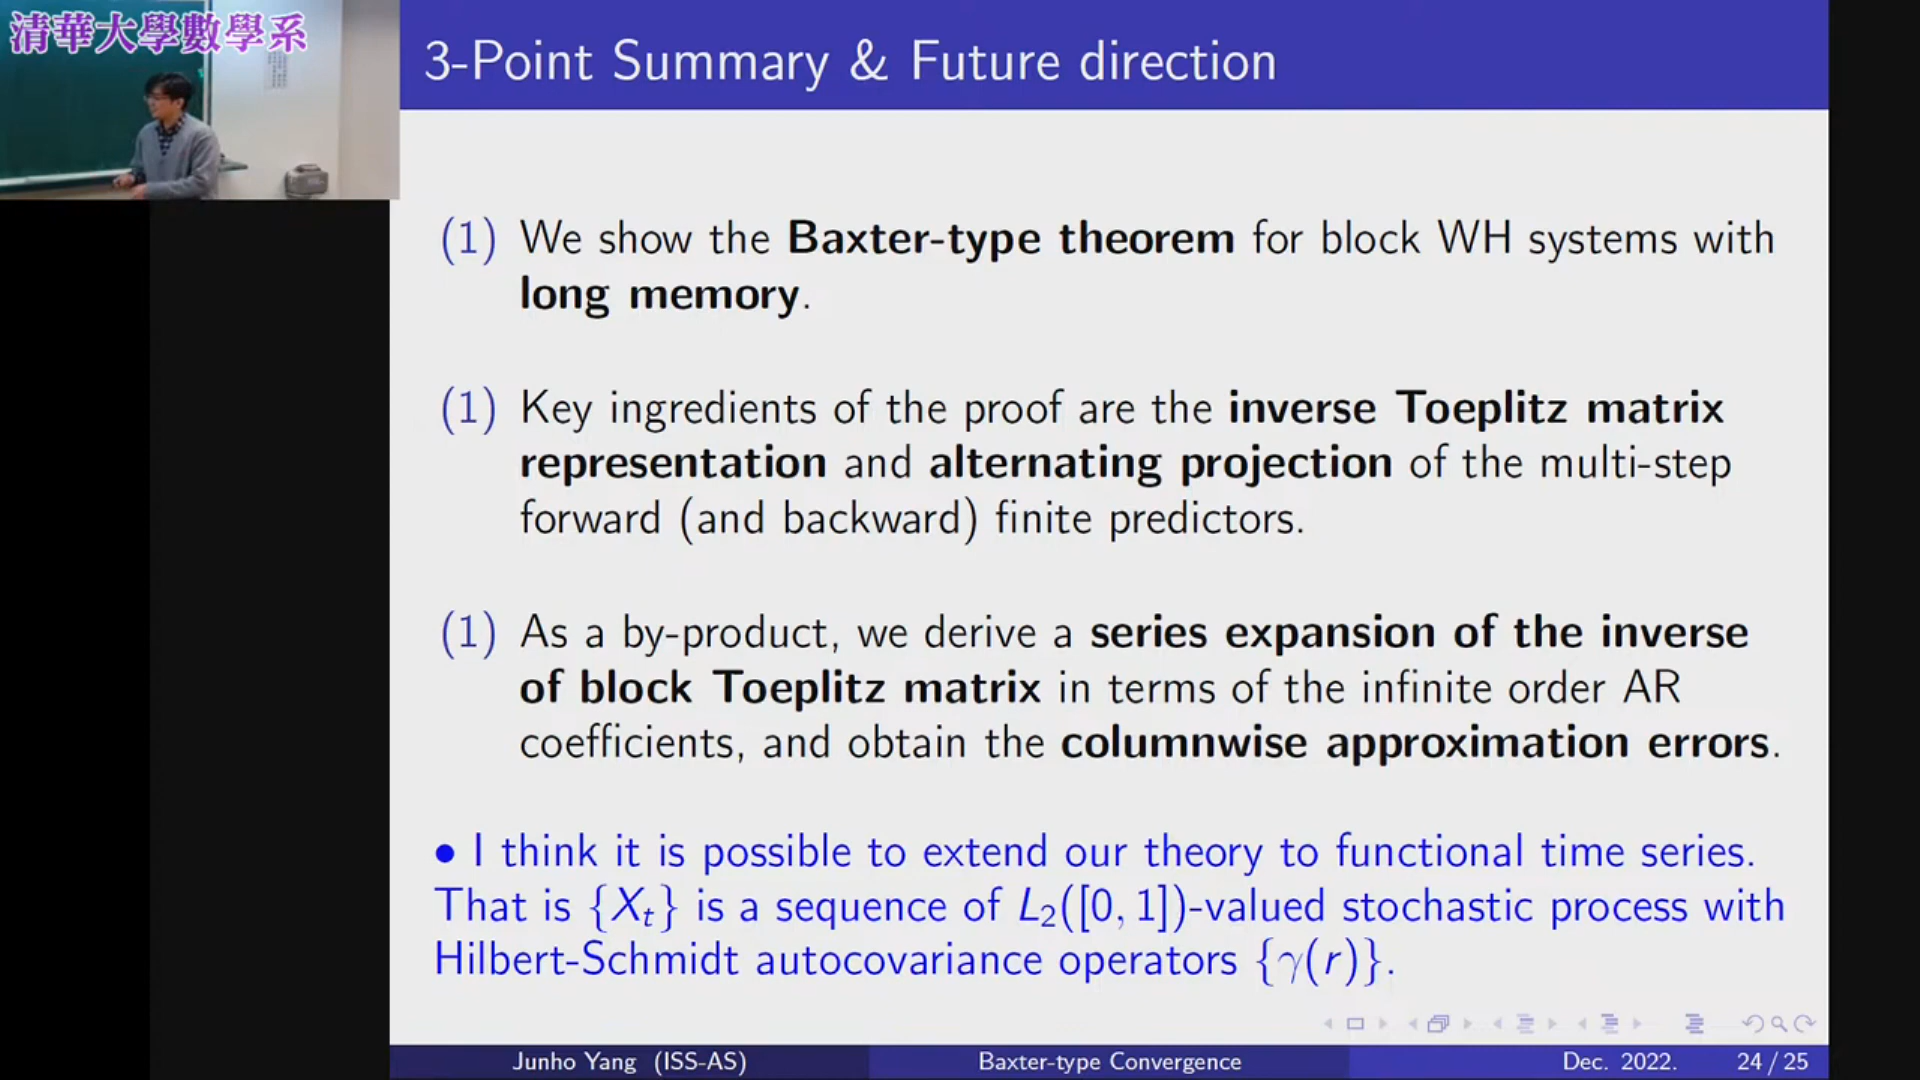 清華大學數學系
3-Point Summary & Future direction
(1) We show the Baxter-type theorem for block WH systems with
long memory.
(1) Key ingredients of the proof are the inverse Toeplitz matrix
representation and alternating projection of the multi-step
forward (and backward) finite predictors.
(1) As a by-product, we derive a series expansion of the inverse
of block Toeplitz matrix in terms of the infinite order AR
coefficients, and obtain the columnwise approximation errors.
• I think it is possible to extend our theory to functional time series.
That is {Xₜ} is a sequence of L₂([0, 1])-valued stochastic process with
Hilbert-Schmidt autocovariance operators {γ(r)}.
Junho Yang (ISS-AS) Baxter-type Convergence Dec. 2022. 24 / 25